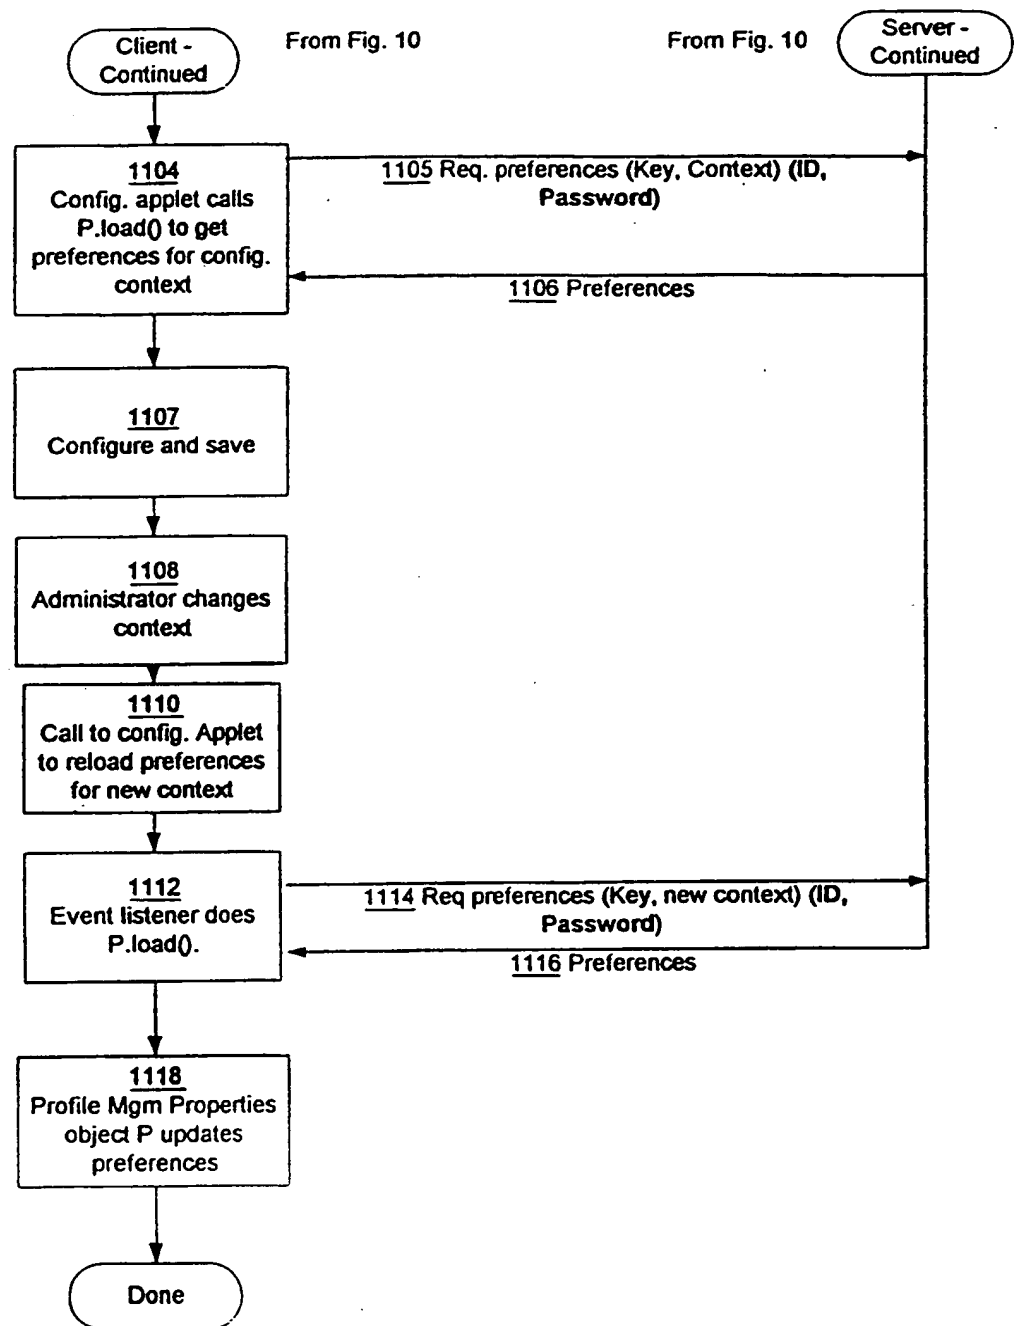 Client -
Continued
From Fig. 10
From Fig. 10
Server -
Continued
1104
Config. applet calls
P.load() to get
preferences for config.
context
1105 Req. preferences (Key, Context) (ID,
Password)
1106 Preferences
1107
Configure and save
1108
Administrator changes
context
1110
Call to config. Applet
to reload preferences
for new context
1112
Event listener does
P.load().
1114 Req preferences (Key, new context) (ID,
Password)
1116 Preferences
1118
Profile Mgm Properties
object P updates
preferences
Done